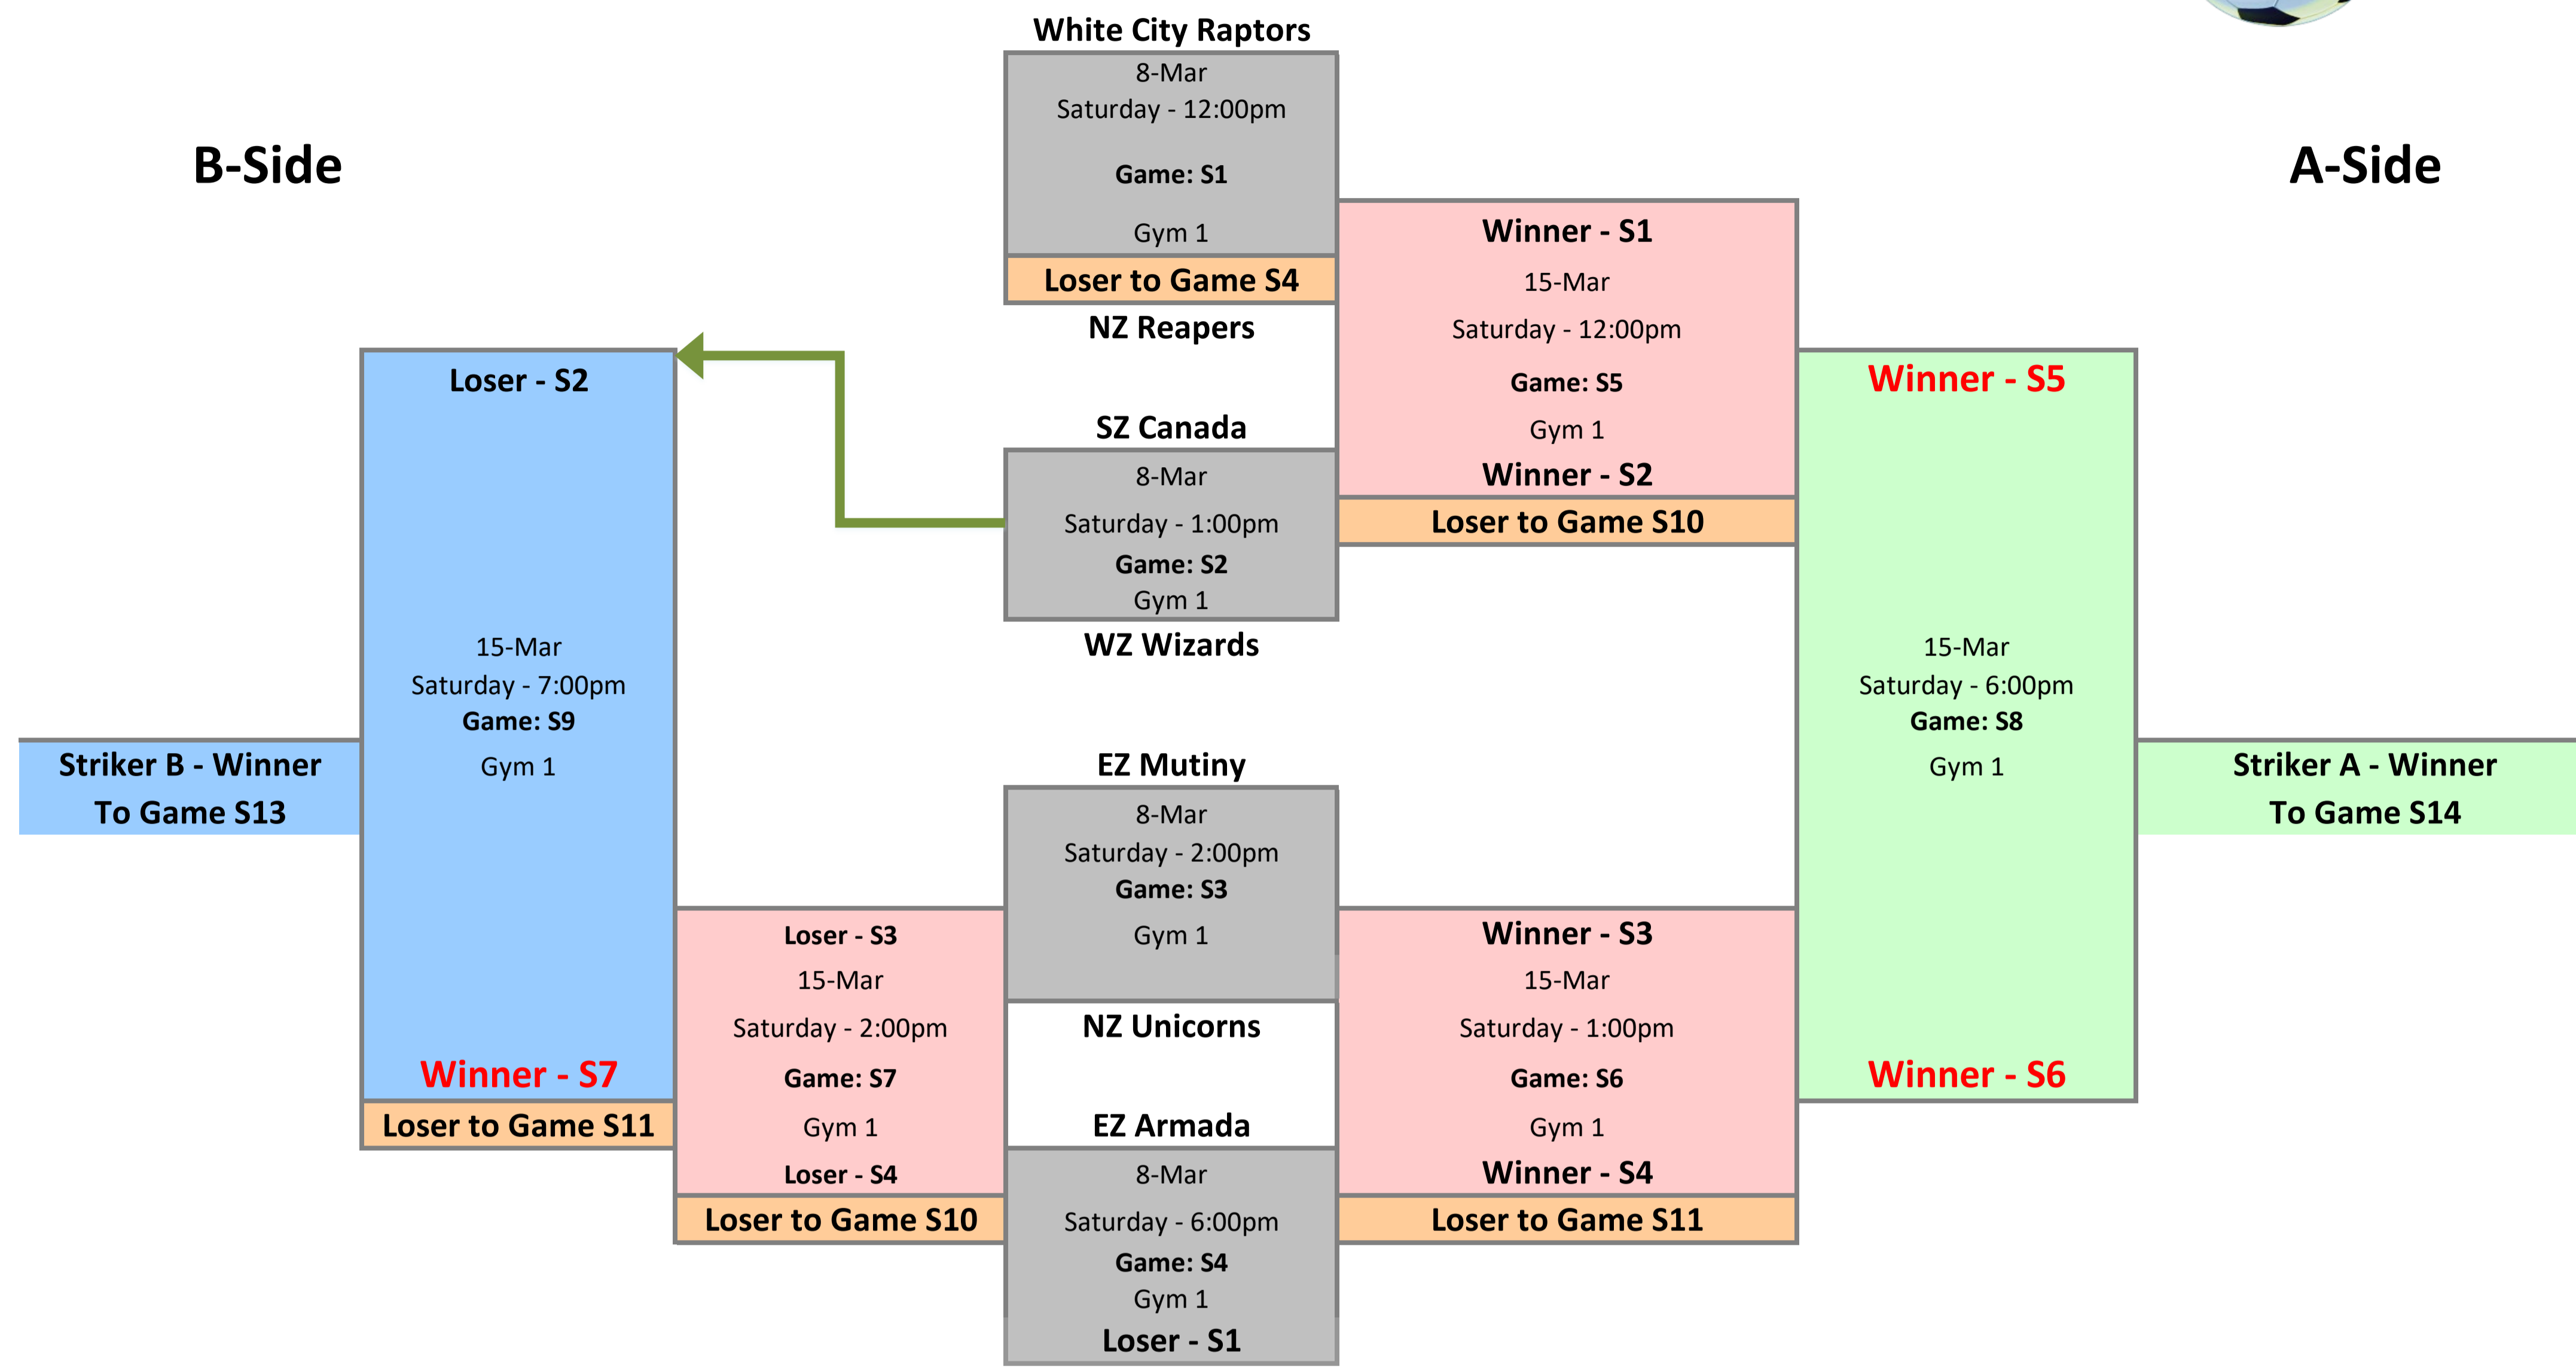 B-Side
A-Side
White City Raptors
8-Mar
Saturday - 12:00pm
Game: S1
Gym 1
Loser to Game S4
NZ Reapers
SZ Canada
8-Mar
Saturday - 1:00pm
Game: S2
Gym 1
WZ Wizards
EZ Mutiny
8-Mar
Saturday - 2:00pm
Game: S3
Gym 1
NZ Unicorns
EZ Armada
8-Mar
Saturday - 6:00pm
Game: S4
Gym 1
Loser - S1
Winner - S1
15-Mar
Saturday - 12:00pm
Game: S5
Gym 1
Winner - S2
Loser to Game S10
Winner - S3
15-Mar
Saturday - 1:00pm
Game: S6
Gym 1
Winner - S4
Loser to Game S11
Winner - S5
15-Mar
Saturday - 6:00pm
Game: S8
Gym 1
Winner - S6
Striker A - Winner
To Game S14
Loser - S3
15-Mar
Saturday - 2:00pm
Game: S7
Gym 1
Loser - S4
Loser to Game S10
Loser - S2
15-Mar
Saturday - 7:00pm
Game: S9
Gym 1
Winner - S7
Loser to Game S11
Striker B - Winner
To Game S13